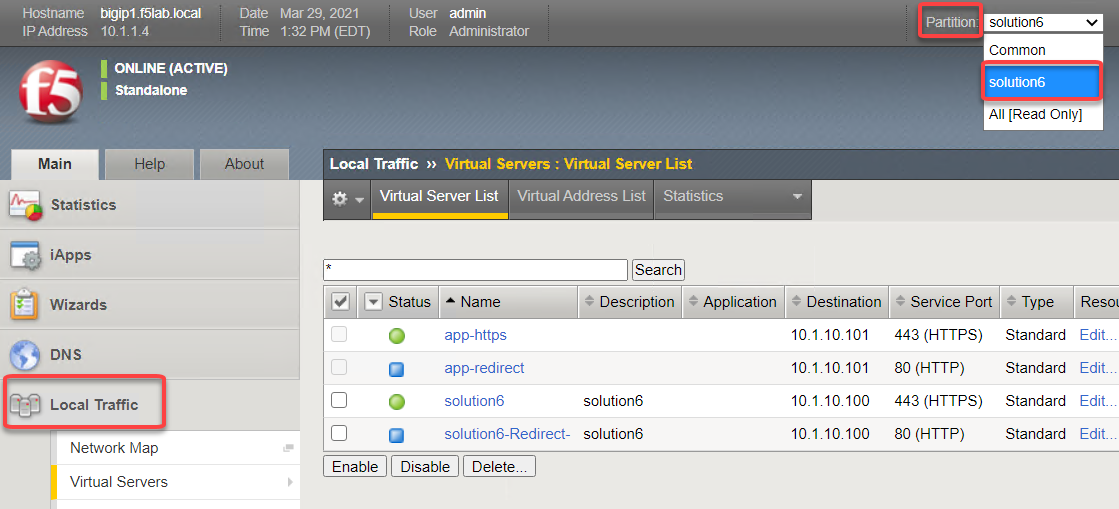 Hostname bigip1.f5lab.local Date Mar 29, 2021 User admin Partition: solution6
IP Address 10.1.1.4 Time 1:32 PM (EDT) Role Administrator
Common
solution6
All [Read Only]
f5
ONLINE (ACTIVE)
Standalone
Main Help About
Statistics
iApps
Wizards
DNS
Local Traffic
Network Map
Virtual Servers
Local Traffic ›› Virtual Servers : Virtual Server List
Virtual Server List Virtual Address List Statistics
* Search
Status Name Description Application Destination Service Port Type Resou
app-https 10.1.10.101 443 (HTTPS) Standard Edit...
app-redirect 10.1.10.101 80 (HTTP) Standard Edit...
solution6 solution6 10.1.10.100 443 (HTTPS) Standard Edit...
solution6-Redirect- solution6 10.1.10.100 80 (HTTP) Standard Edit...
Enable Disable Delete...